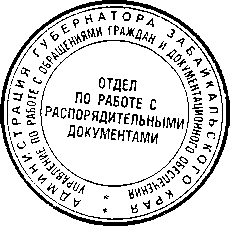 АДМИНИСТРАЦИЯ ГУБЕРНАТОРА ЗАБАЙКАЛЬСКОГО КРАЯ
УПРАВЛЕНИЕ ПО РАБОТЕ С ОБРАЩЕНИЯМИ ГРАЖДАН И ДОКУМЕНТАЦИОННОГО ОБЕСПЕЧЕНИЯ
ОТДЕЛ
ПО РАБОТЕ С
РАСПОРЯДИТЕЛЬНЫМИ
ДОКУМЕНТАМИ